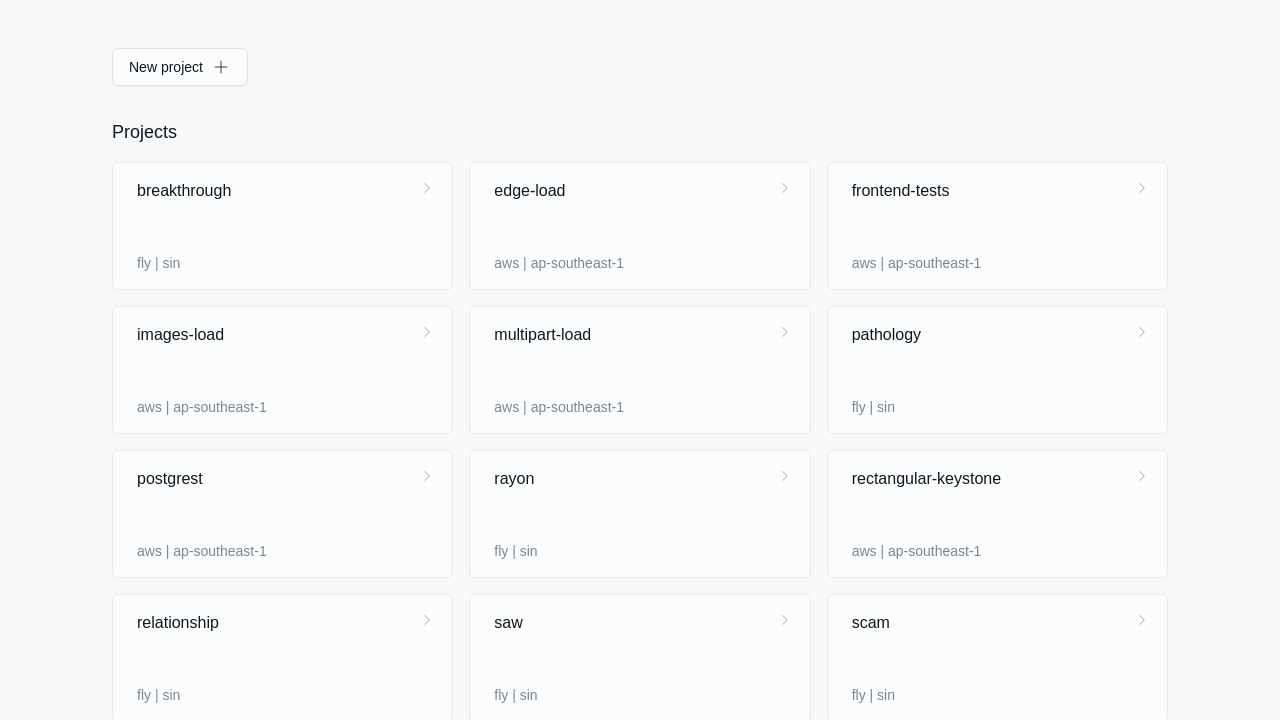 New project
Projects
breakthrough
fly | sin
edge-load
aws | ap-southeast-1
frontend-tests
aws | ap-southeast-1
images-load
aws | ap-southeast-1
multipart-load
aws | ap-southeast-1
pathology
fly | sin
postgrest
aws | ap-southeast-1
rayon
fly | sin
rectangular-keystone
aws | ap-southeast-1
relationship
fly | sin
saw
fly | sin
scam
fly | sin